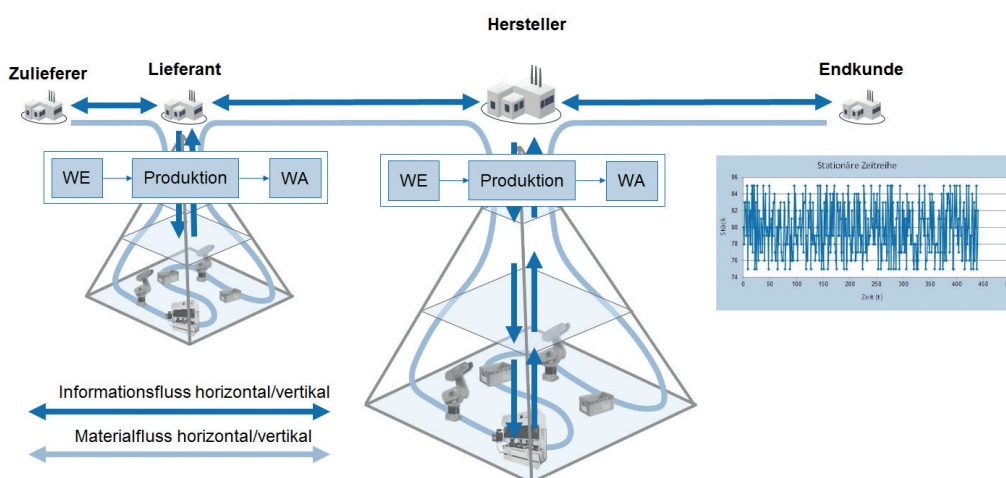 Hersteller
Zulieferer
Lieferant
Endkunde
WE
Produktion
WA
WE
Produktion
WA
Stationäre Zeitreihe
Stück
86
84
82
80
78
76
74
0
50
100
150
200
250
300
350
400
450
Zeit (t)
Informationsfluss horizontal/vertikal
Materialfluss horizontal/vertikal